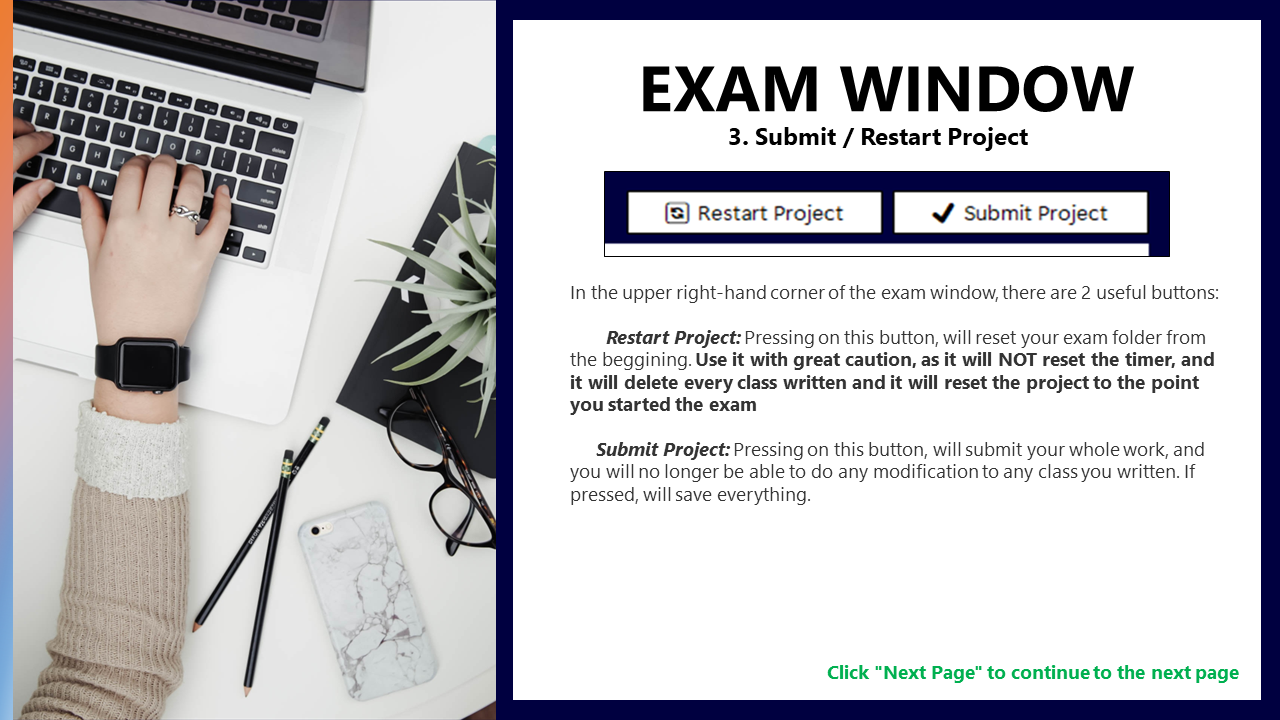 EXAM WINDOW
3. Submit / Restart Project
Restart Project
Submit Project
In the upper right-hand corner of the exam window, there are 2 useful buttons:
Restart Project: Pressing on this button, will reset your exam folder from
the beggining. Use it with great caution, as it will NOT reset the timer, and
it will delete every class written and it will reset the project to the point
you started the exam
Submit Project: Pressing on this button, will submit your whole work, and
you will no longer be able to do any modification to any class you written. If
pressed, will save everything.
Click "Next Page" to continue to the next page